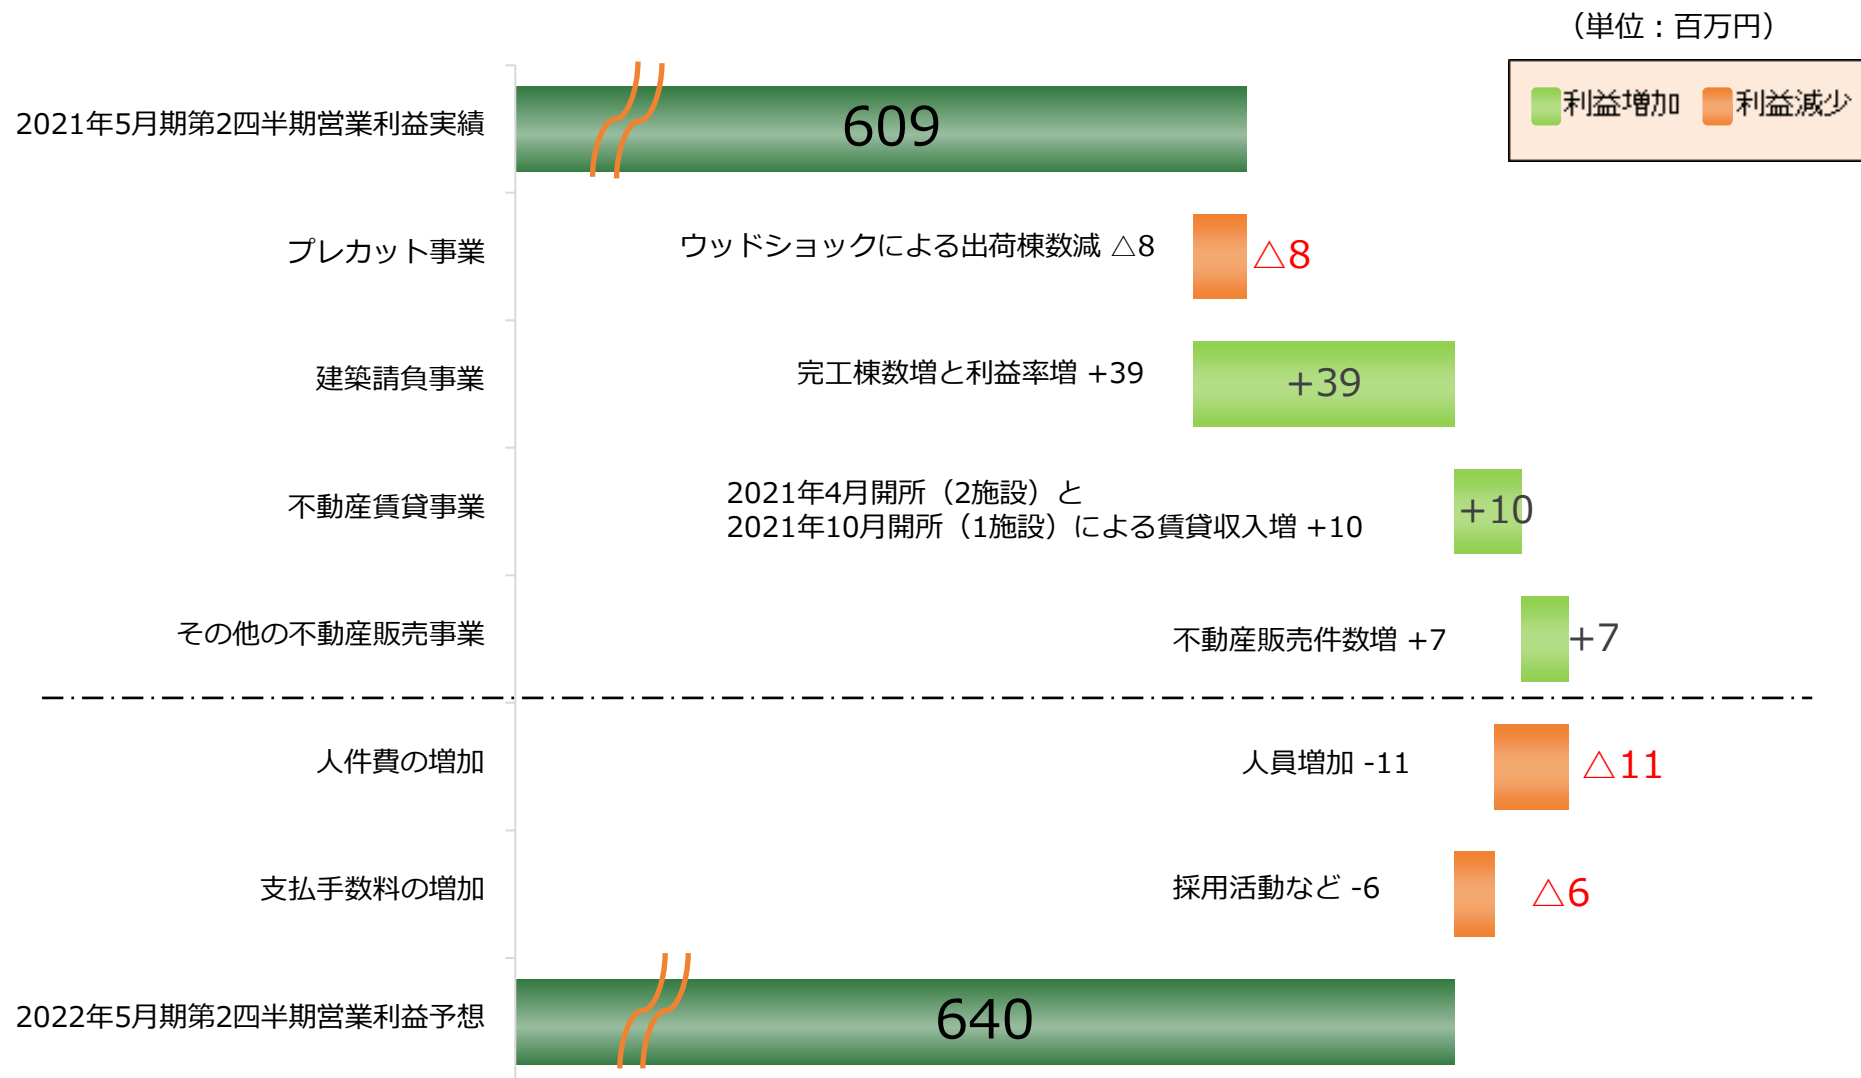 （単位：百万円）
利益増加 利益減少
2021年5月期第2四半期営業利益実績
609
プレカット事業
ウッドショックによる出荷棟数減 △8
△8
建築請負事業
完工棟数増と利益率増 +39
+39
不動産賃貸事業
2021年4月開所（2施設）と
2021年10月開所（1施設）による賃貸収入増 +10
+10
その他の不動産販売事業
不動産販売件数増 +7
+7
人件費の増加
人員増加 -11
△11
支払手数料の増加
採用活動など -6
△6
2022年5月期第2四半期営業利益予想
640